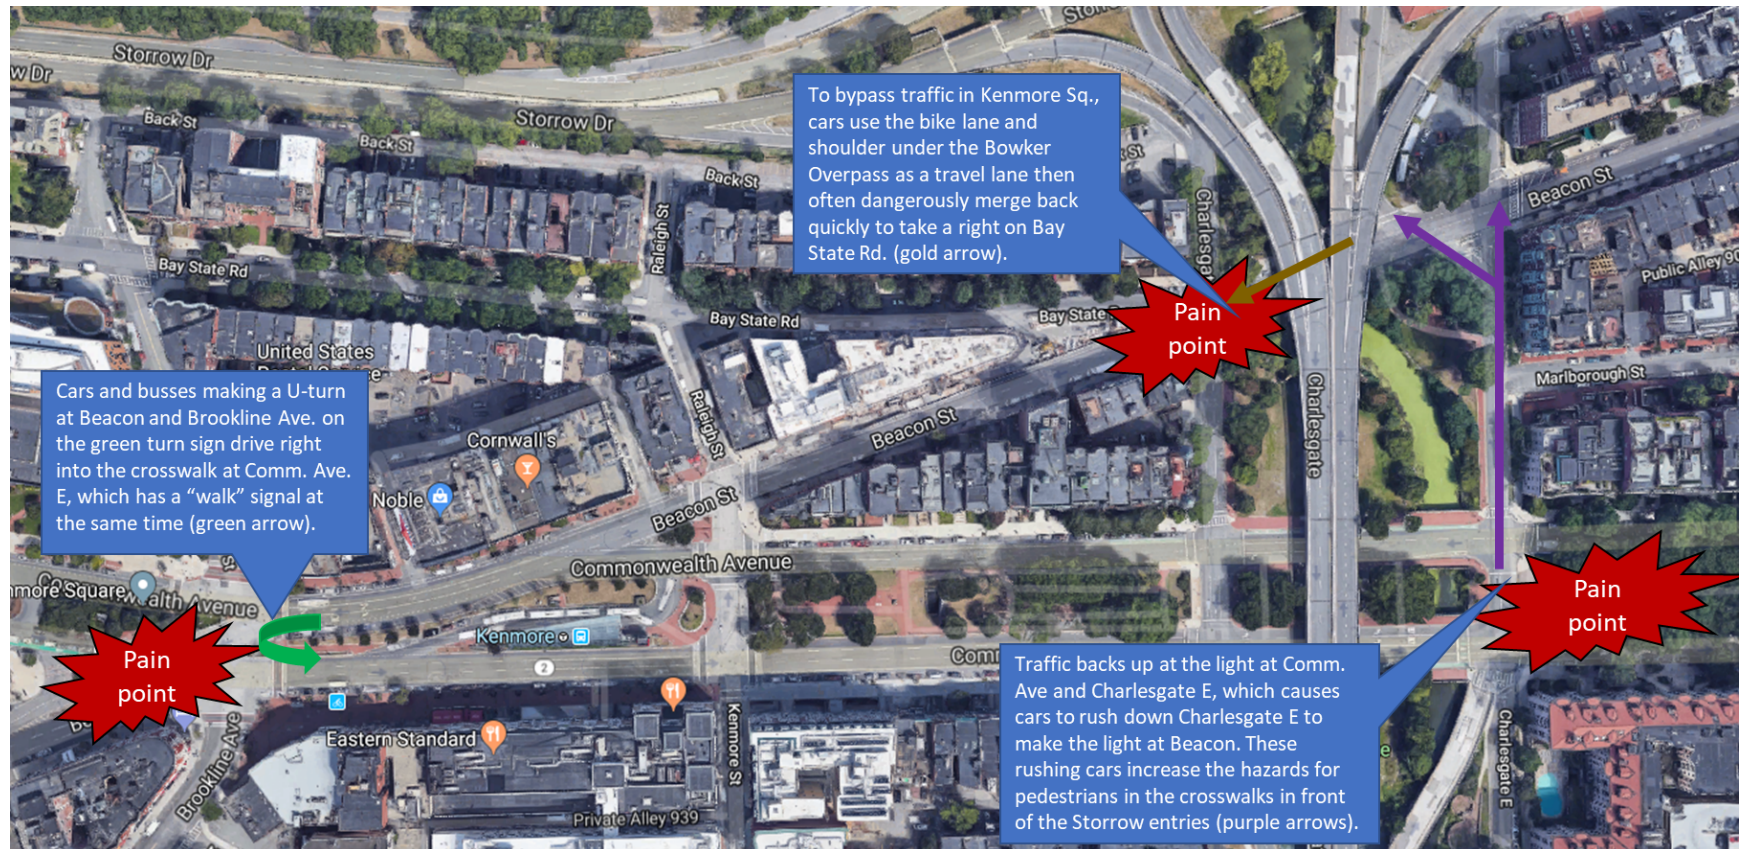 Storrow Dr
Storrow Dr
Back St
Back St
Back St
Storrow Dr
To bypass traffic in Kenmore Sq.,
cars use the bike lane and
shoulder under the Bowker
Overpass as a travel lane then
often dangerously merge back
quickly to take a right on Bay
State Rd. (gold arrow).
Beacon St
Raleigh St
Bay State Rd
Bay State Rd
Bay State
Pain
point
Marlborough St
United States
Charlesgate
Cars and busses making a U-turn
at Beacon and Brookline Ave. on
the green turn sign drive right
into the crosswalk at Comm. Ave.
E, which has a “walk” signal at
the same time (green arrow).
Raleigh St
Cornwall's
Beacon St
Noble
Beacon St
Commonwealth Avenue
Pain
point
Kenmore
2
Comm
Pain
point
Traffic backs up at the light at Comm.
Ave and Charlesgate E, which causes
cars to rush down Charlesgate E to
make the light at Beacon. These
rushing cars increase the hazards for
pedestrians in the crosswalks in front
of the Storrow entries (purple arrows).
Eastern Standard
Kenmore St
Brookline Ave
Charlesgate E
Private Alley 939